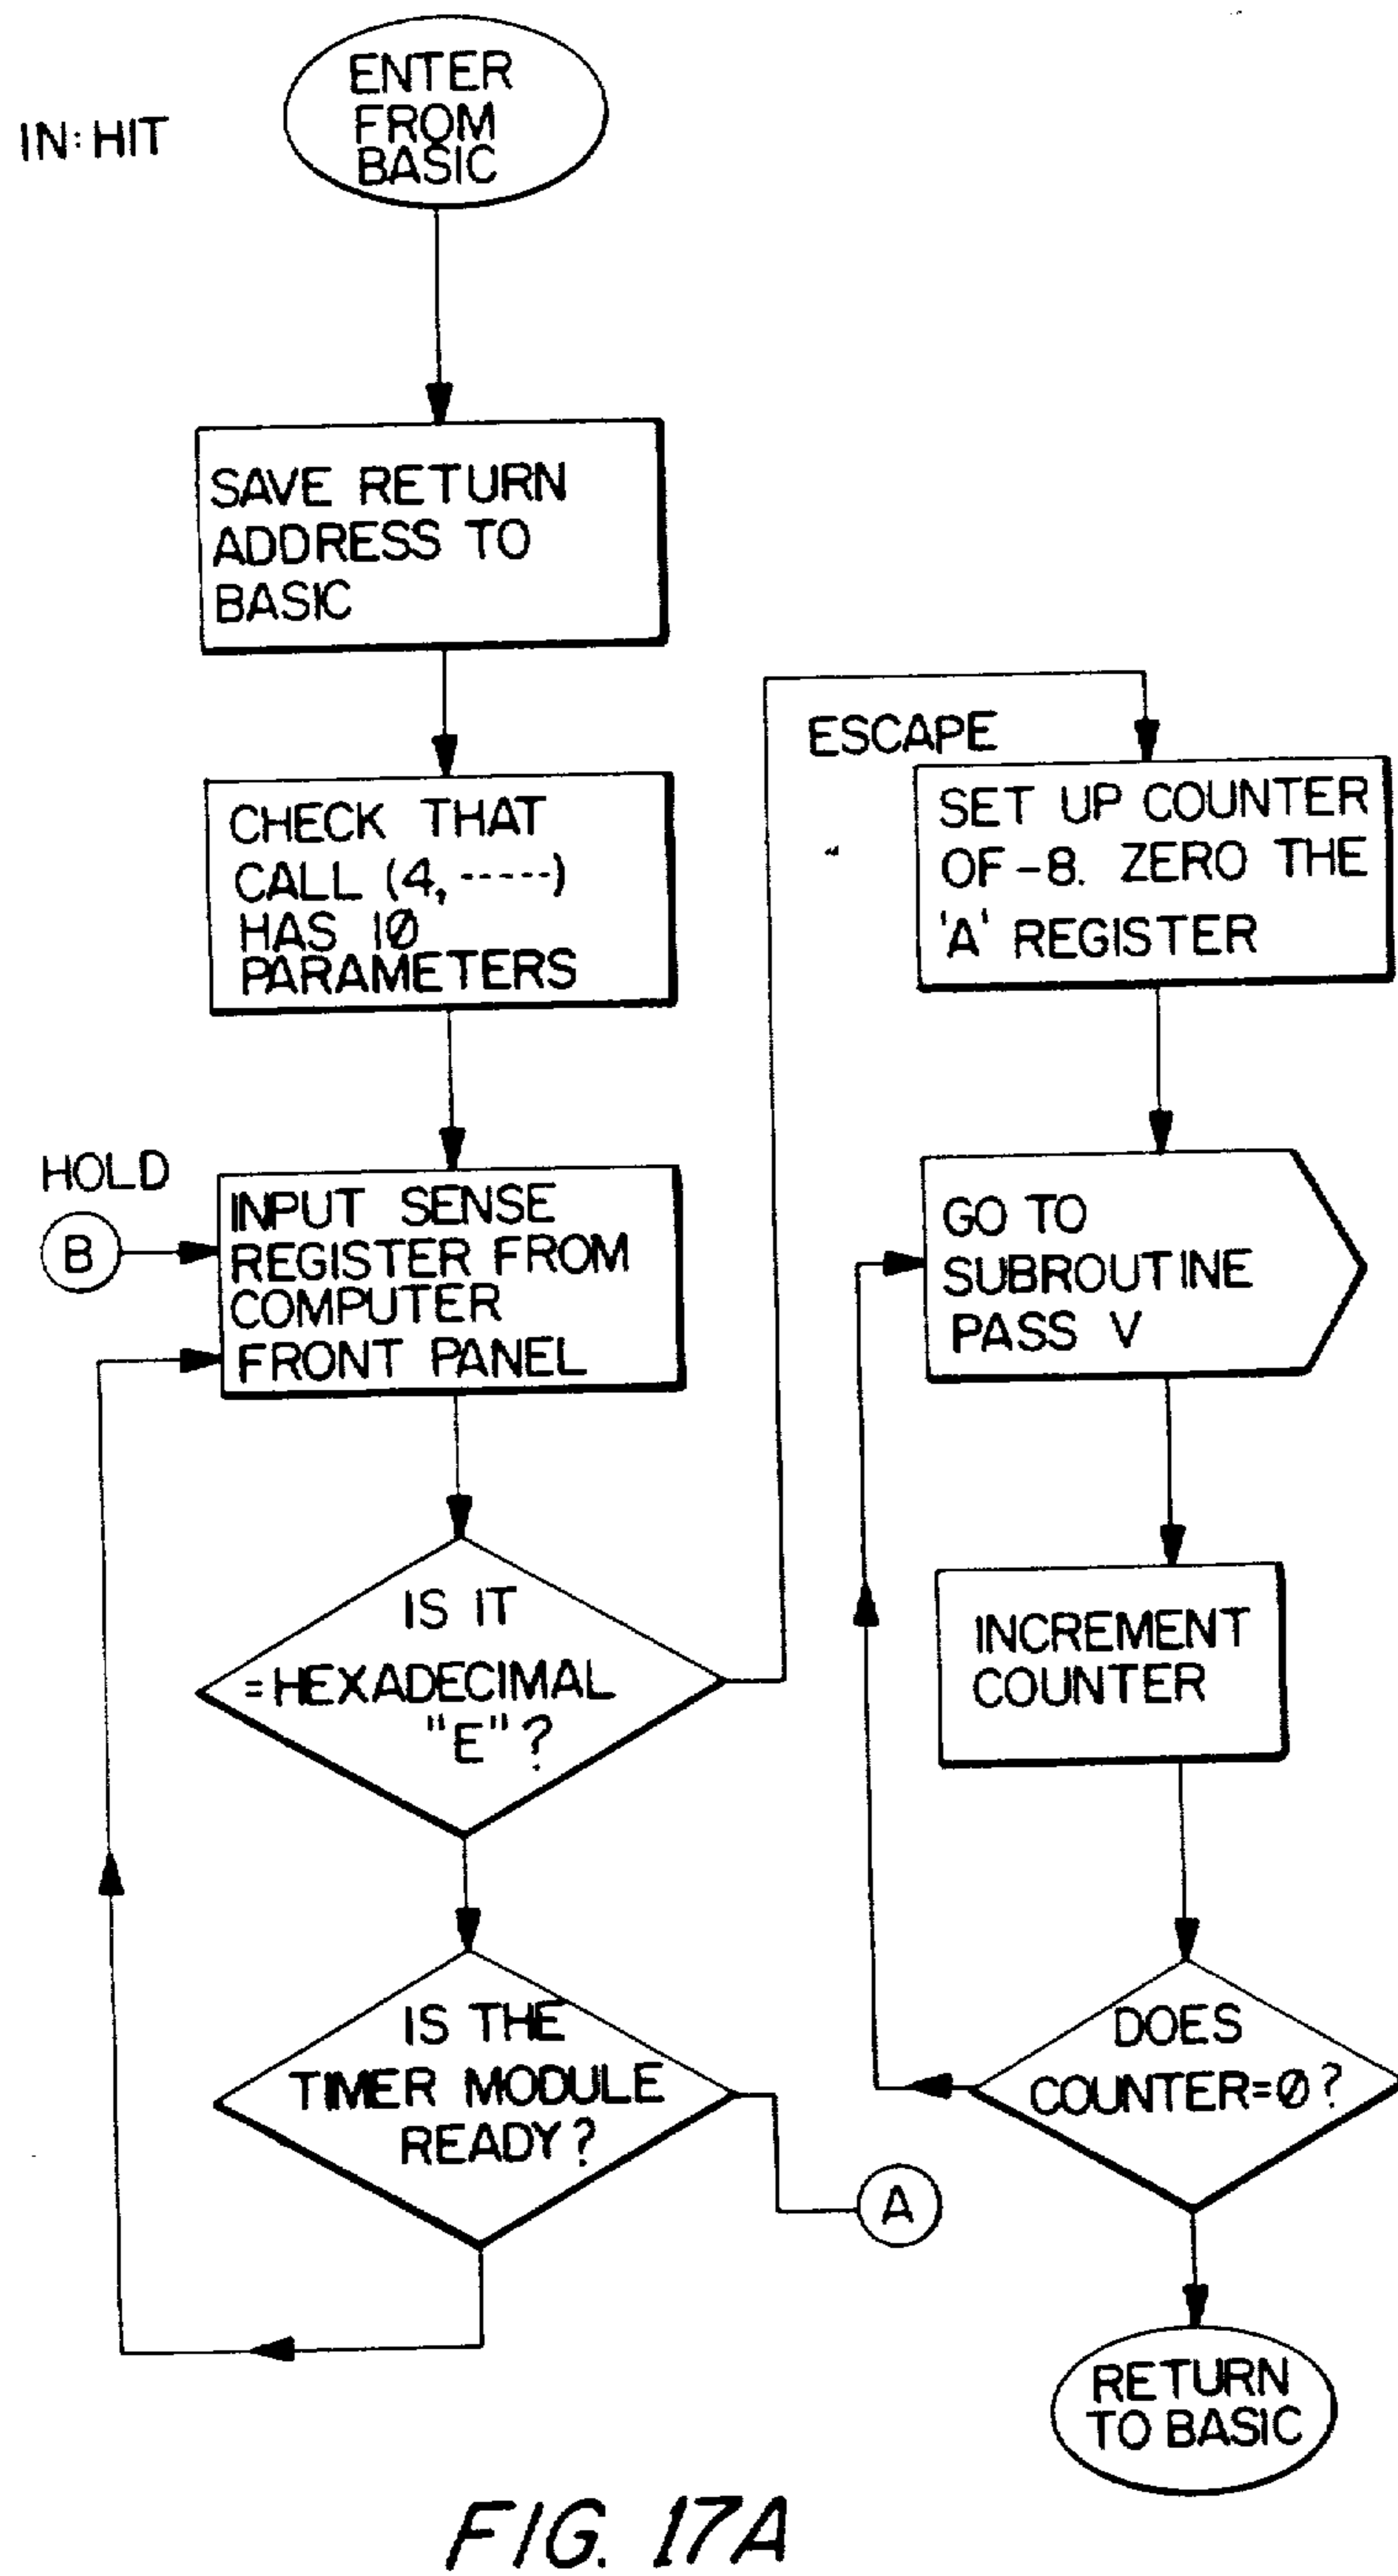 IN: HIT
ENTER
FROM
BASIC
SAVE RETURN
ADDRESS TO
BASIC
CHECK THAT
CALL (4, -----)
HAS 1Ø
PARAMETERS
HOLD
B
INPUT SENSE
REGISTER FROM
COMPUTER
FRONT PANEL
IS IT
=HEXADECIMAL
"E"?
IS THE
TIMER MODULE
READY?
A
ESCAPE
SET UP COUNTER
OF -8. ZERO THE
'A' REGISTER
GO TO
SUBROUTINE
PASS V
INCREMENT
COUNTER
DOES
COUNTER=Ø?
RETURN
TO BASIC
FIG. 17A